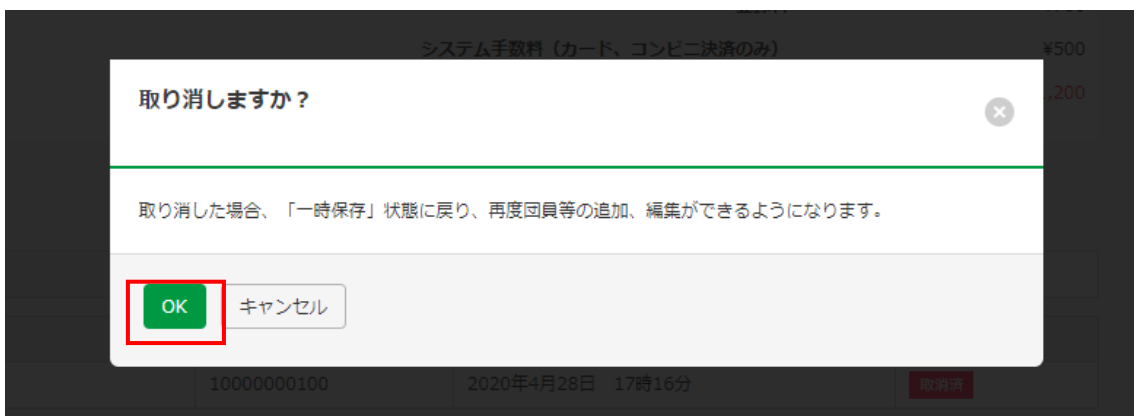 システム手数料（カード、コンビニ決済のみ） ¥500
,200
取り消しますか？
取り消した場合、「一時保存」状態に戻り、再度団員等の追加、編集ができるようになります。
OK キャンセル
10000000100 2020年4月28日 17時16分 取消済